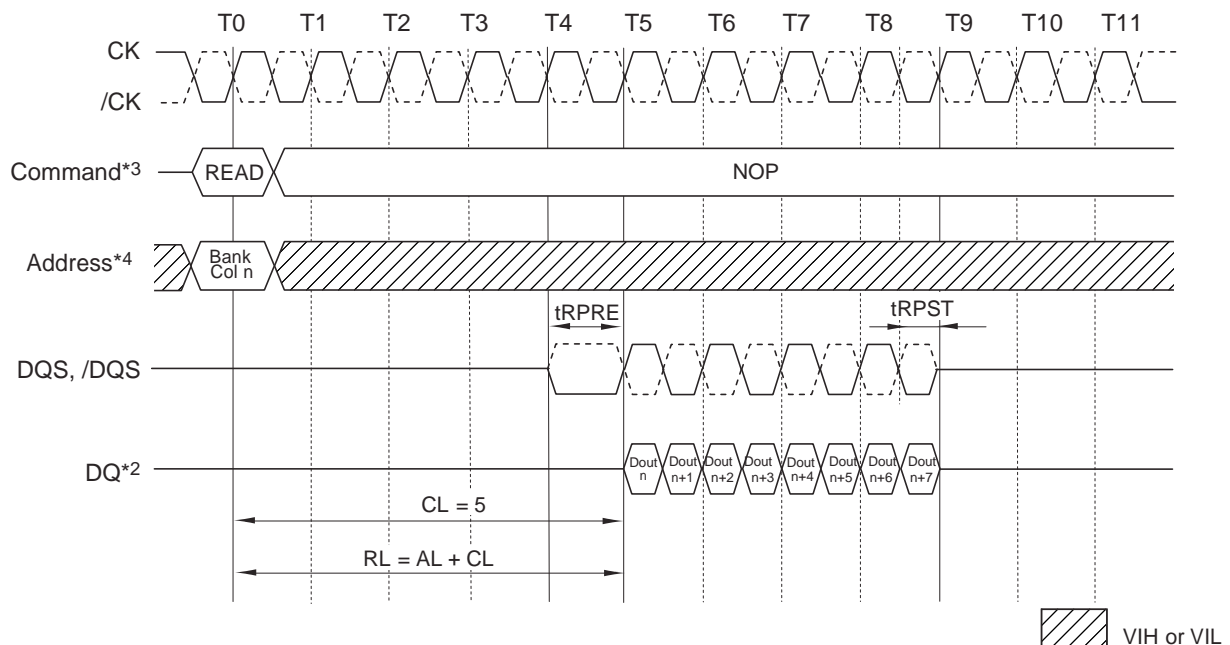 T0 T1 T2 T3 T4 T5 T6 T7 T8 T9 T10 T11
CK
/CK
Command*3
READ
NOP
Address*4
Bank
Col n
tRPRE
tRPST
DQS, /DQS
DQ*2
Dout
n
Dout
n+1
Dout
n+2
Dout
n+3
Dout
n+4
Dout
n+5
Dout
n+6
Dout
n+7
CL = 5
RL = AL + CL
VIH or VIL